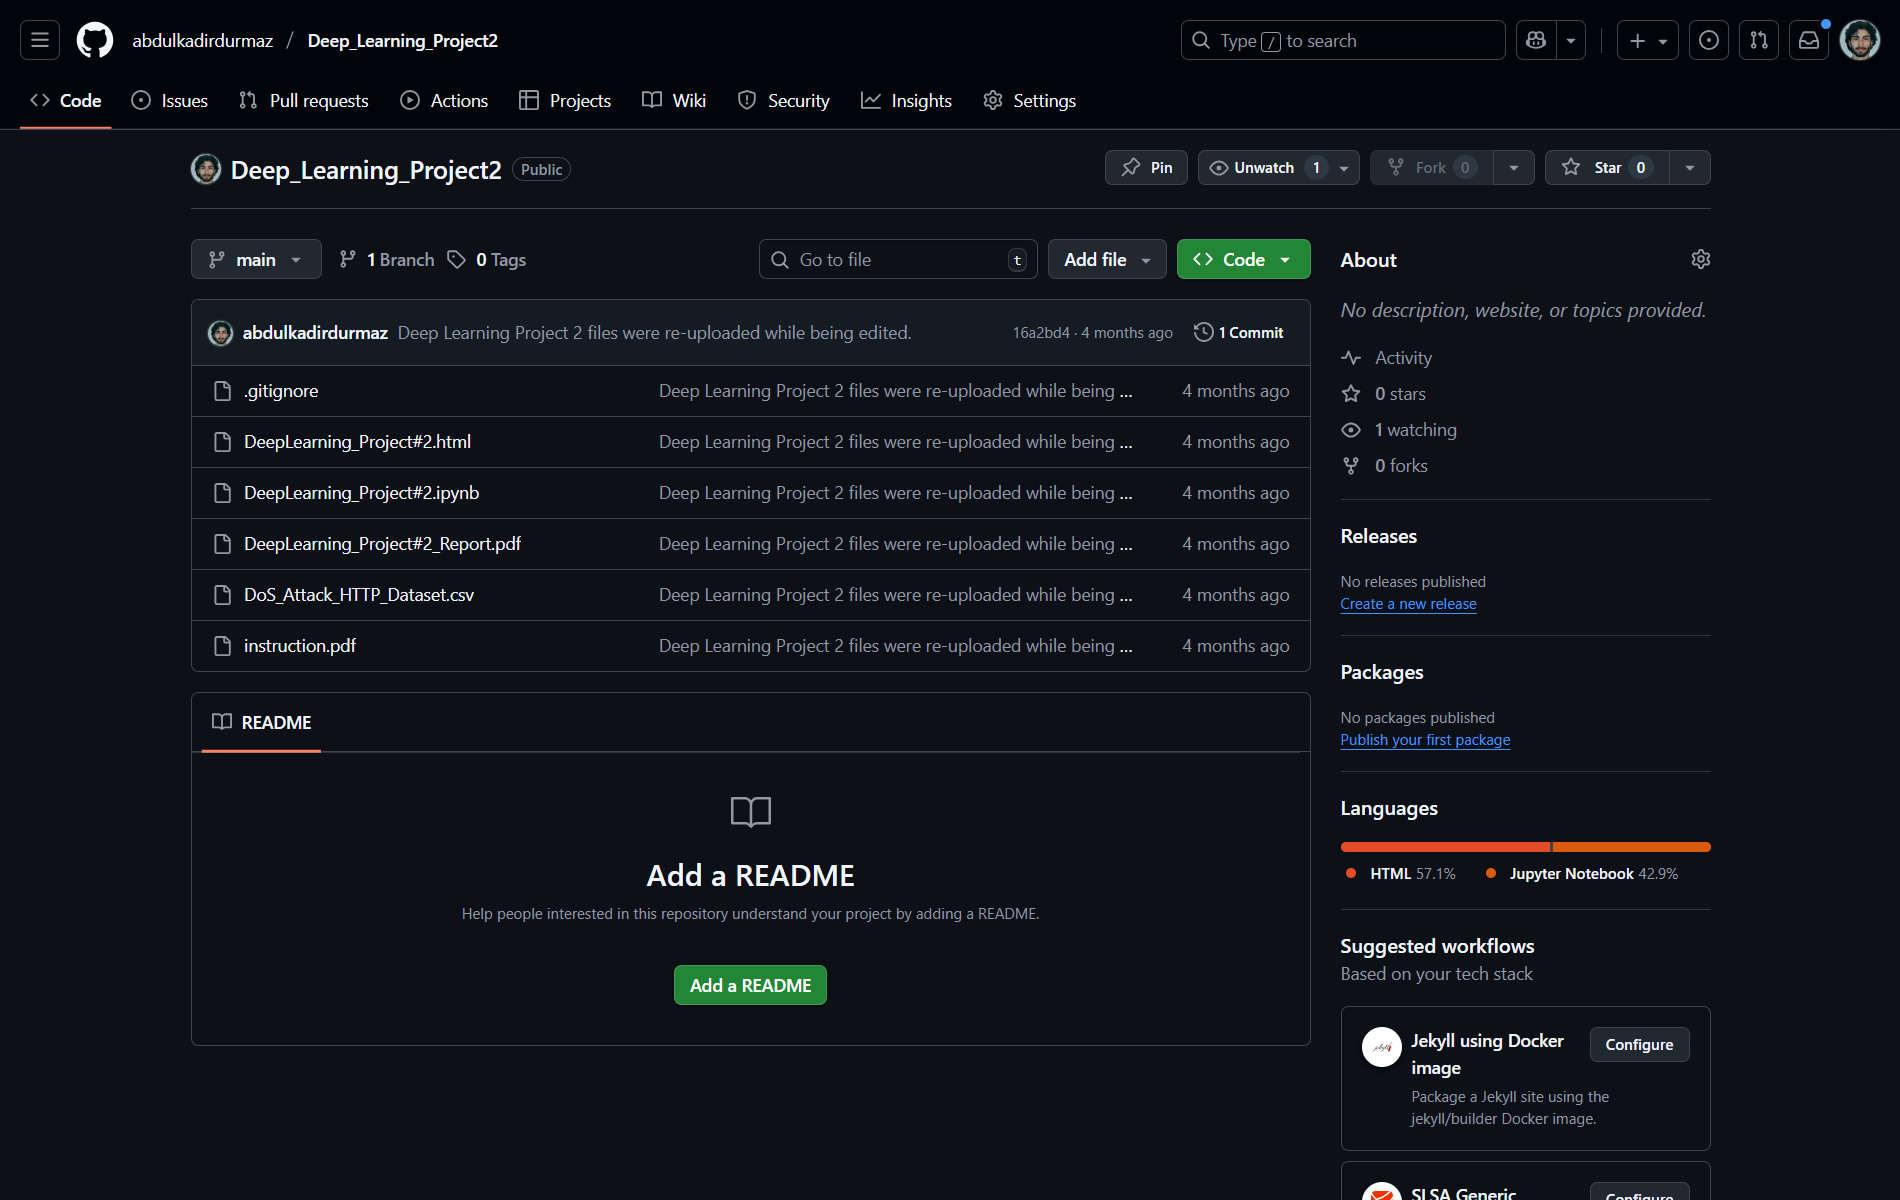 abdulkadirdurmaz / Deep_Learning_Project2
Type / to search
Code
Issues
Pull requests
Actions
Projects
Wiki
Security
Insights
Settings
Deep_Learning_Project2 Public
Pin
Unwatch 1
Fork 0
Star 0
main
1 Branch
0 Tags
Go to file t
Add file
Code
abdulkadirdurmaz Deep Learning Project 2 files were re-uploaded while being edited. 16a2bd4 · 4 months ago 1 Commit
.gitignore Deep Learning Project 2 files were re-uploaded while being ... 4 months ago
DeepLearning_Project#2.html Deep Learning Project 2 files were re-uploaded while being ... 4 months ago
DeepLearning_Project#2.ipynb Deep Learning Project 2 files were re-uploaded while being ... 4 months ago
DeepLearning_Project#2_Report.pdf Deep Learning Project 2 files were re-uploaded while being ... 4 months ago
DoS_Attack_HTTP_Dataset.csv Deep Learning Project 2 files were re-uploaded while being ... 4 months ago
instruction.pdf Deep Learning Project 2 files were re-uploaded while being ... 4 months ago
README
Add a README
Help people interested in this repository understand your project by adding a README.
Add a README
About
No description, website, or topics provided.
Activity
0 stars
1 watching
0 forks
Releases
No releases published
Create a new release
Packages
No packages published
Publish your first package
Languages
HTML 57.1%
Jupyter Notebook 42.9%
Suggested workflows
Based on your tech stack
Jekyll using Docker
image
Configure
Package a Jekyll site using the
jekyll/builder Docker image.
SLSA Generic
Configure